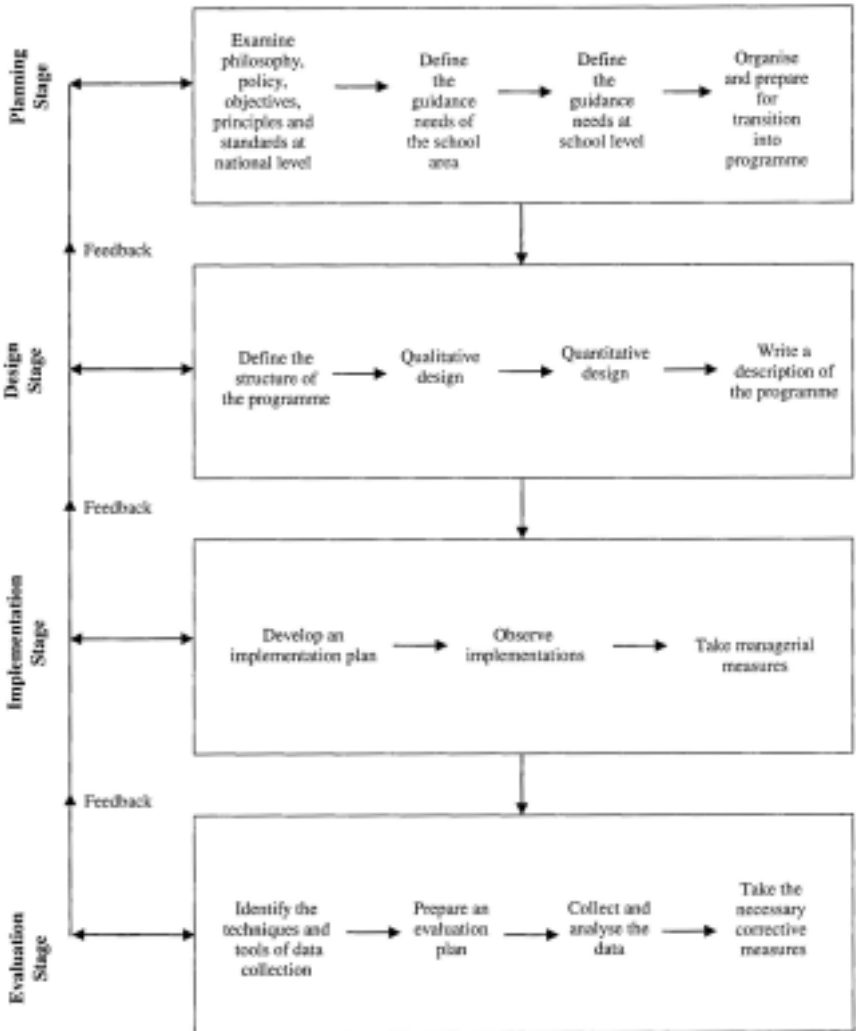 Planning
Stage
Examine
philosophy,
policy,
objectives,
principles and
standards at
national level
Define
the
guidance
needs of
the school
area
Define
the
guidance
needs at
school level
Organise
and prepare
for
transition
into
programme
Feedback
Design
Stage
Define the
structure of
the programme
Qualitative
design
Quantitative
design
Write a
description of
the programme
Feedback
Implementation
Stage
Develop an
implementation plan
Observe
implementations
Take managerial
measures
Feedback
Evaluation
Stage
Identify the
techniques and
tools of data
collection
Prepare an
evaluation
plan
Collect and
analyse the
data
Take the
necessary
corrective
measures